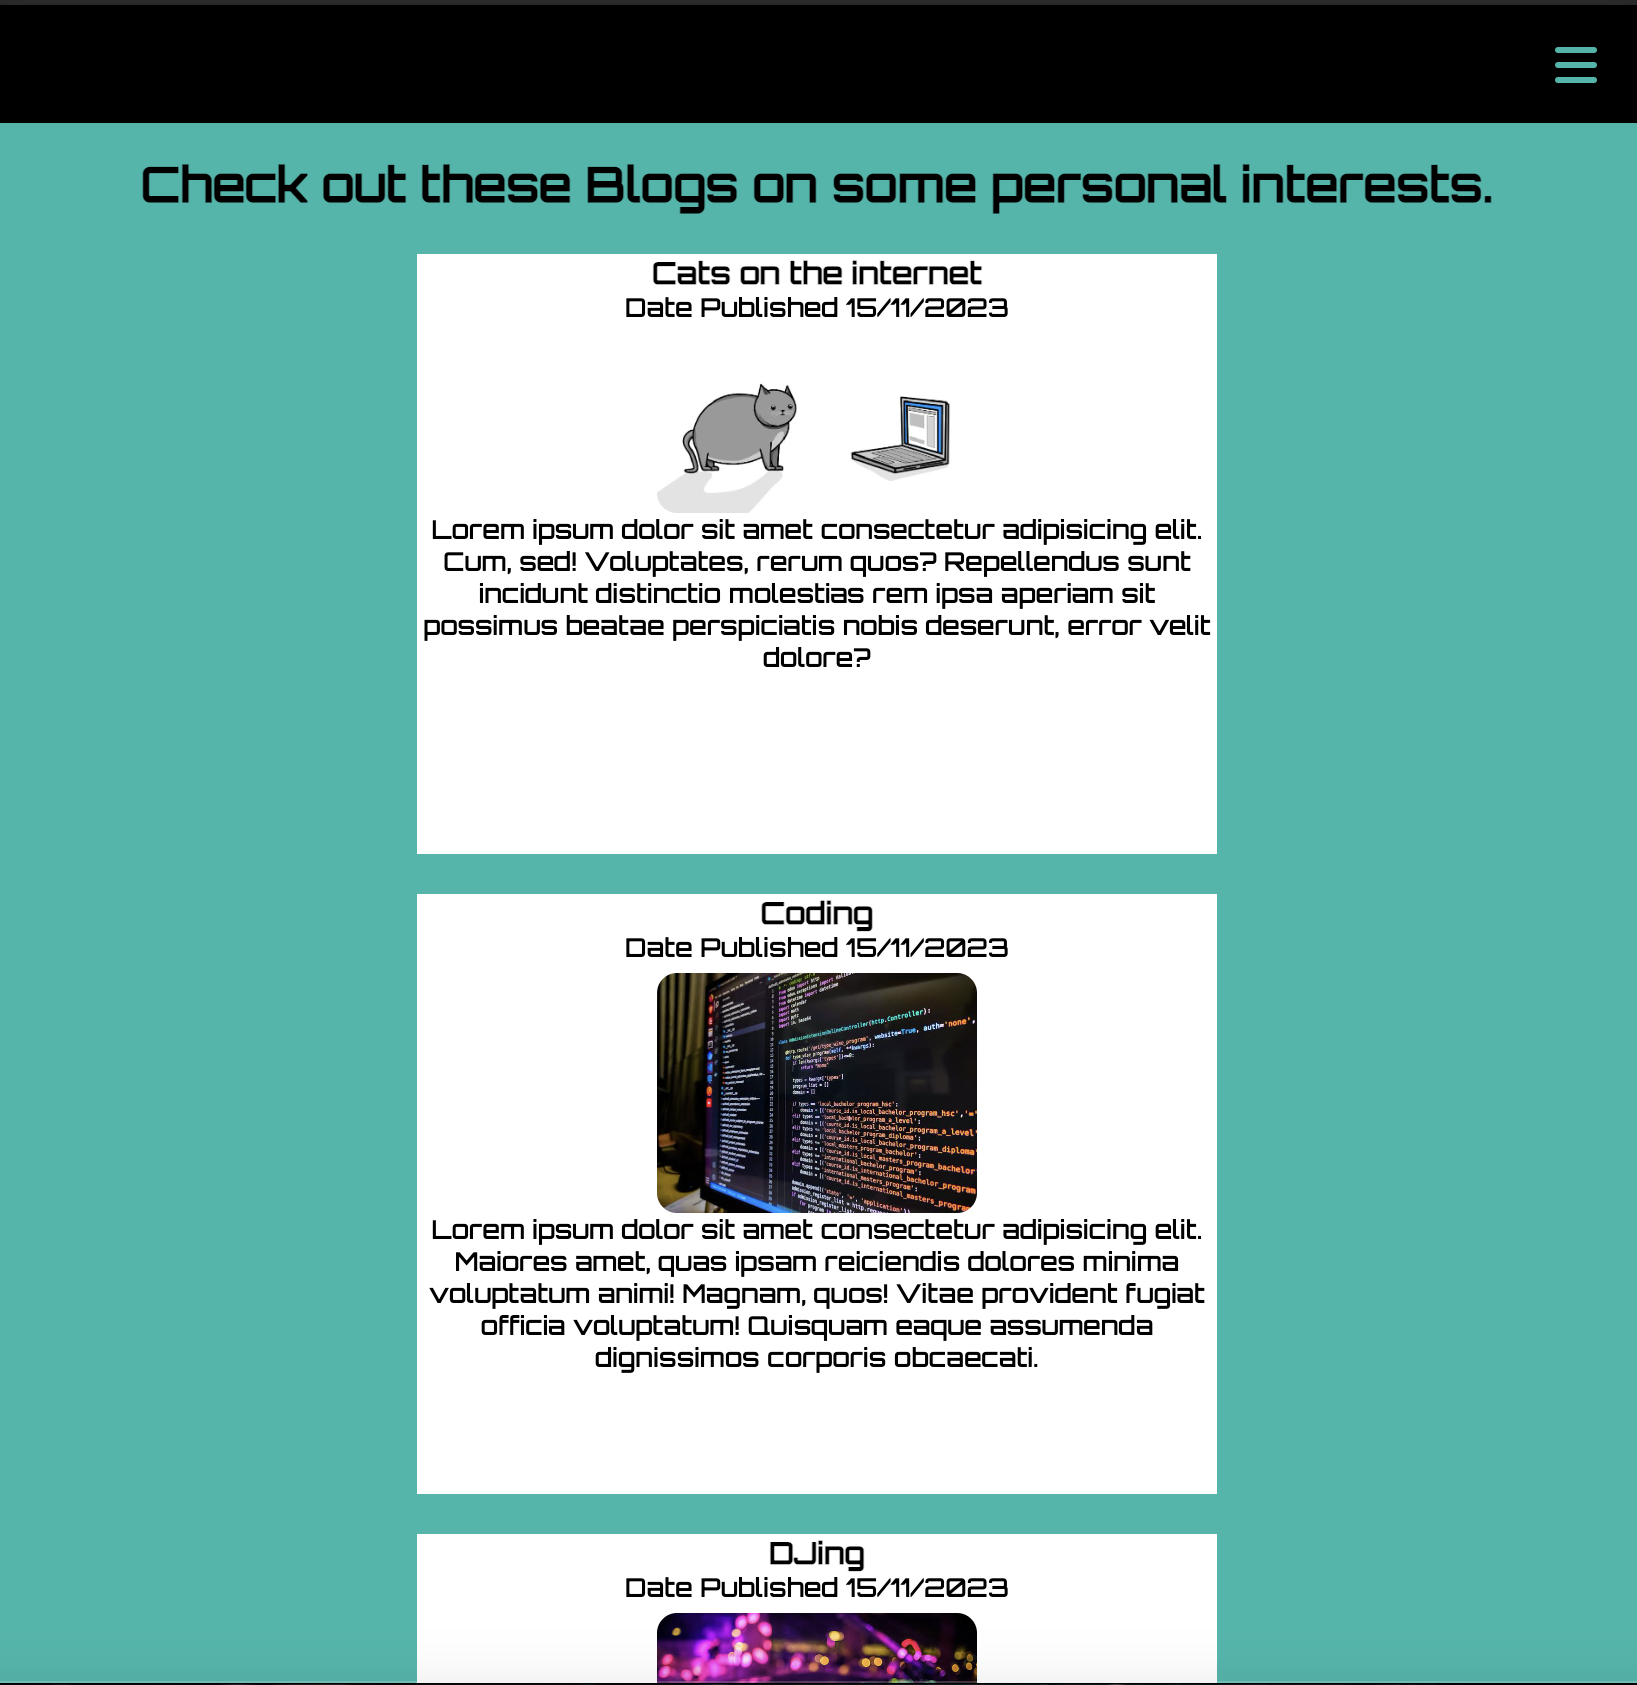 Check out these Blogs on some personal interests.
Cats on the internet
Date Published 15/11/2023
Lorem ipsum dolor sit amet consectetur adipisicing elit.
Cum, sed! Voluptates, rerum quos? Repellendus sunt
incidunt distinctio molestias rem ipsa aperiam sit
possimus beatae perspiciatis nobis deserunt, error velit
dolore?
Coding
Date Published 15/11/2023
Lorem ipsum dolor sit amet consectetur adipisicing elit.
Maiores amet, quas ipsam reiciendis dolores minima
voluptatum animi! Magnam, quos! Vitae provident fugiat
officia voluptatum! Quisquam eaque assumenda
dignissimos corporis obcaecati.
DJing
Date Published 15/11/2023